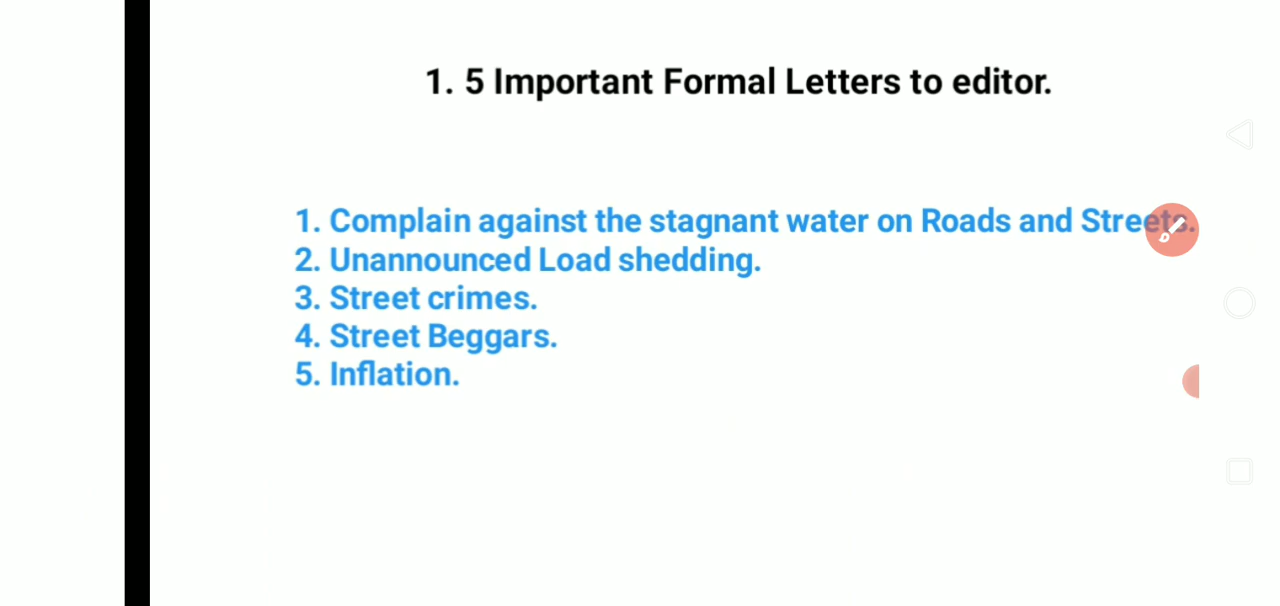 1. 5 Important Formal Letters to editor.
1. Complain against the stagnant water on Roads and Streets.
2. Unannounced Load shedding.
3. Street crimes.
4. Street Beggars.
5. Inflation.